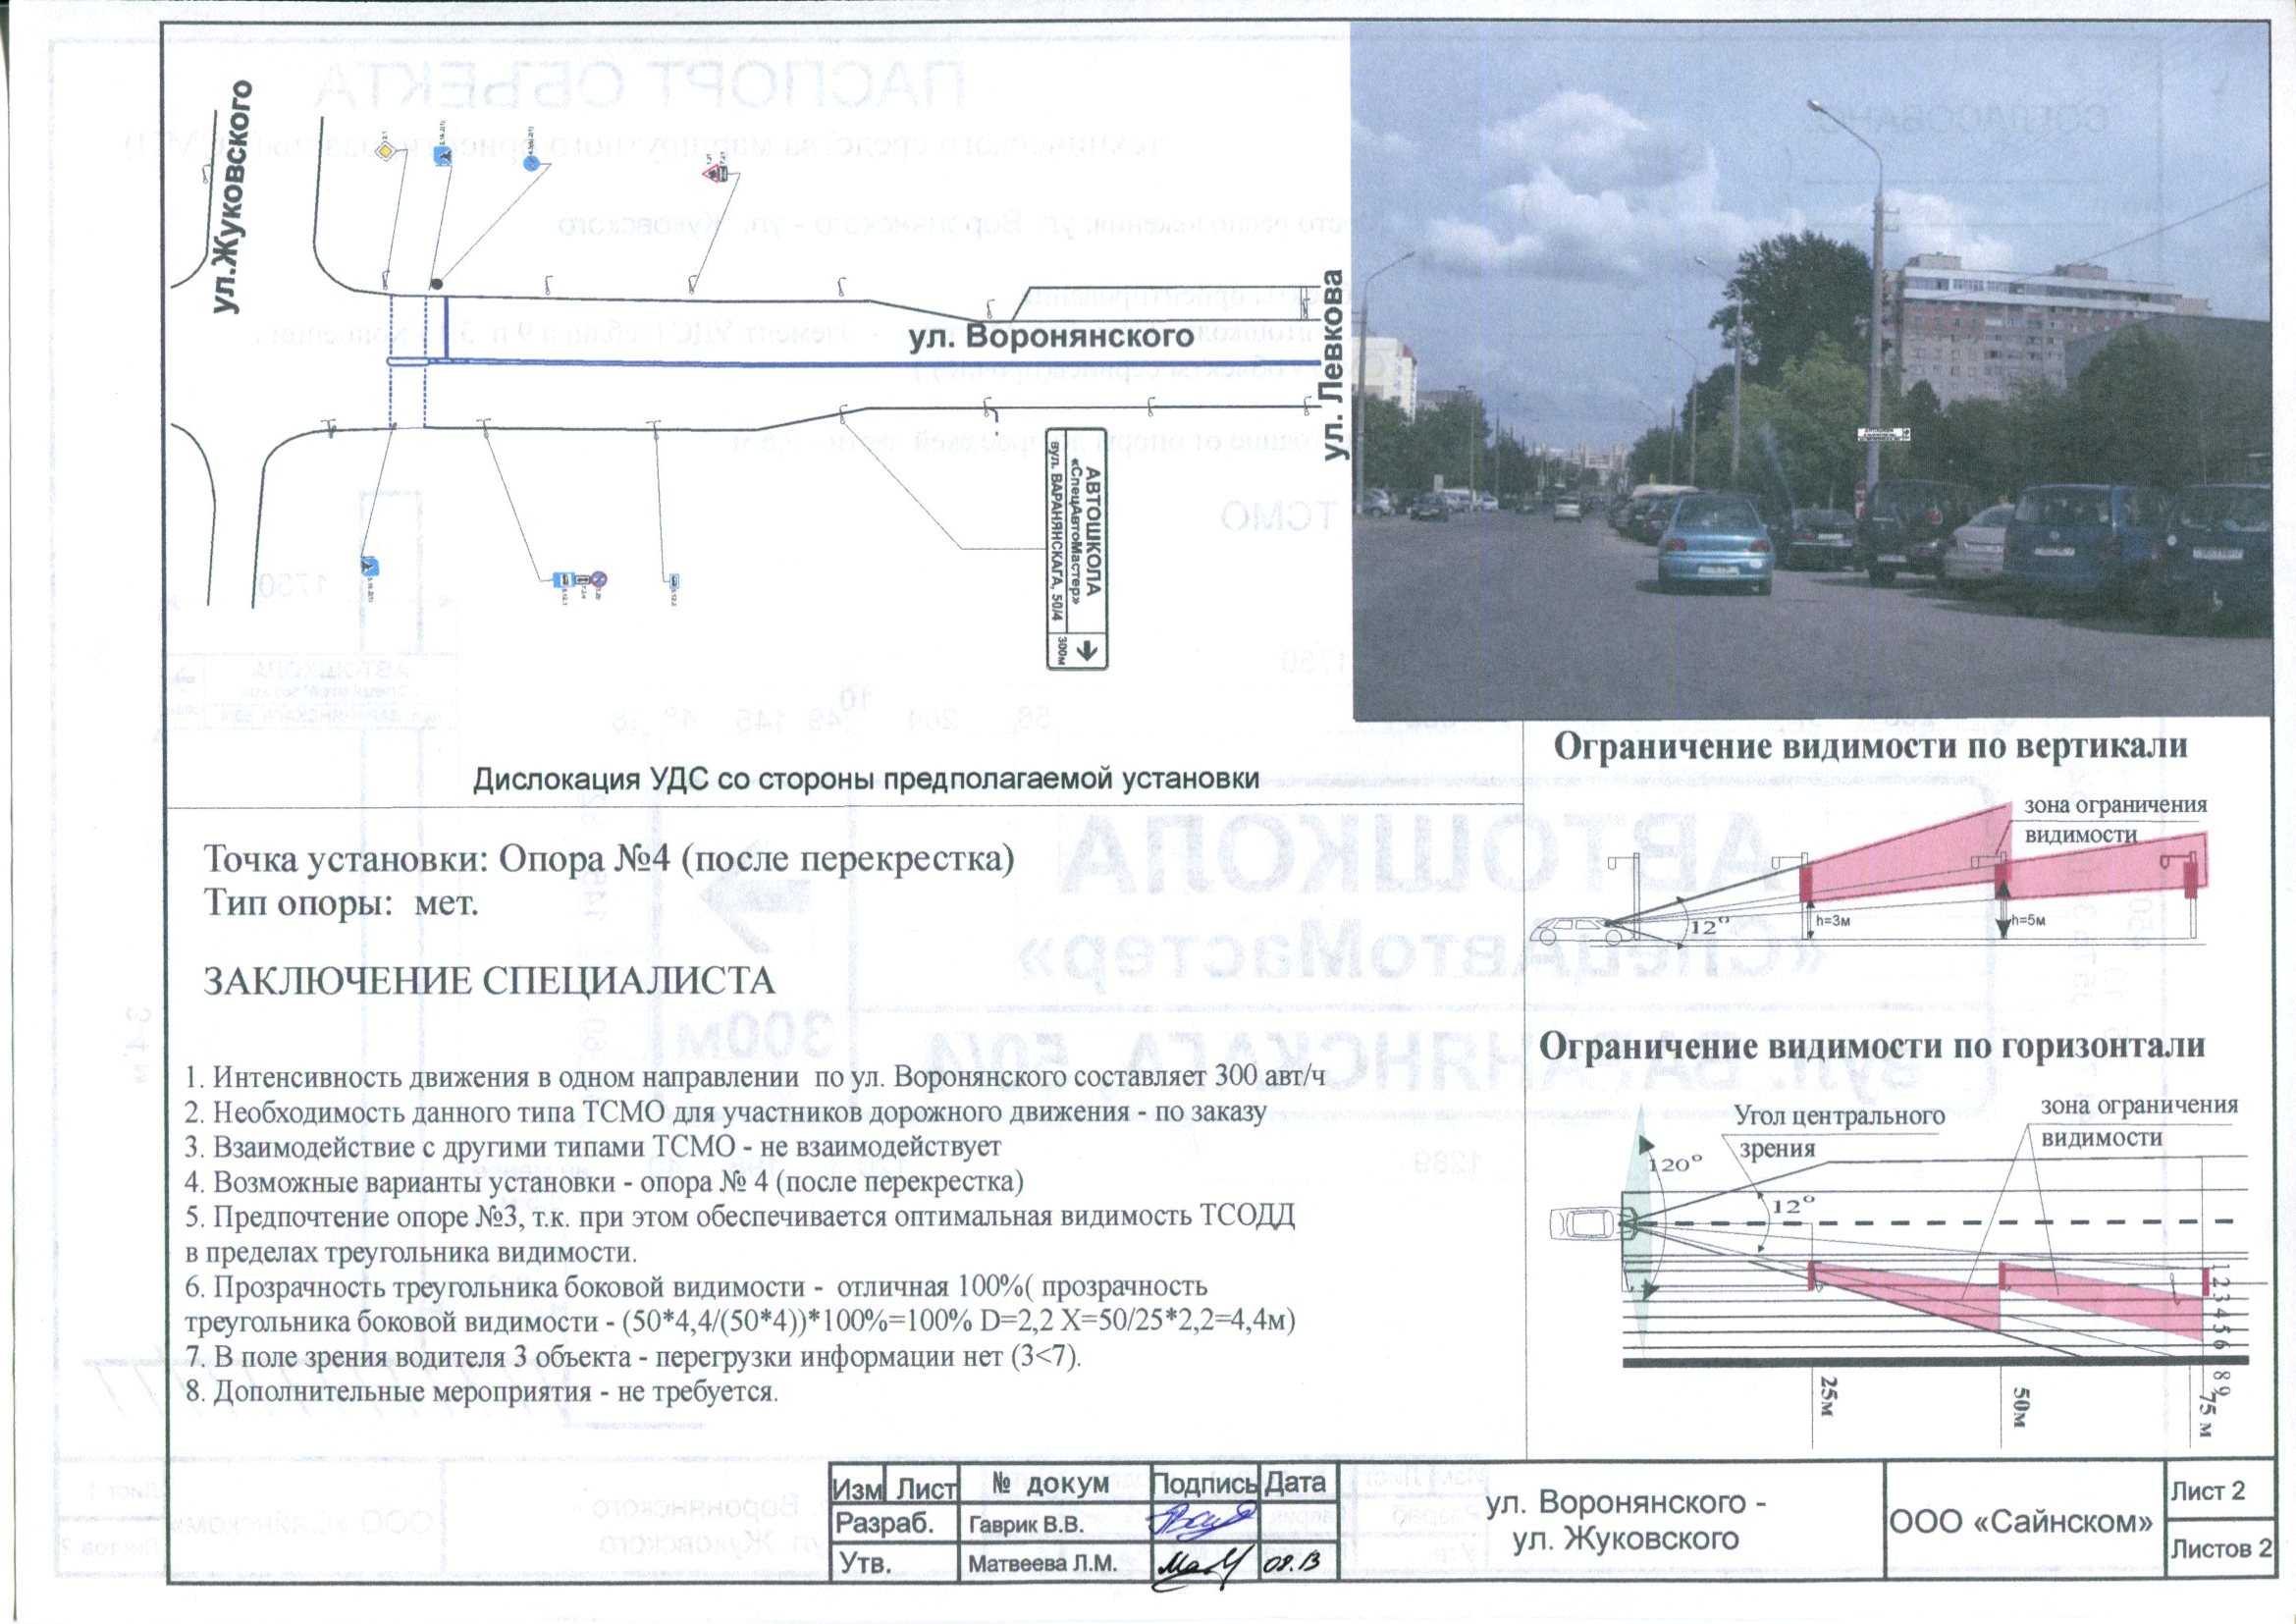 ул.Жуковского
2.1
ул. Воронянского
ул. Левкова
АВТОШКОЛА
«СпецАвтоМастер»
вул. ВАРАНЯНСКАГА, 50/4
300м
Дислокация УДС со стороны предполагаемой установки
Точка установки: Опора №4 (после перекрестка)
Тип опоры: мет.
ЗАКЛЮЧЕНИЕ СПЕЦИАЛИСТА
1. Интенсивность движения в одном направлении по ул. Воронянского составляет 300 авт/ч
2. Необходимость данного типа ТСМО для участников дорожного движения - по заказу
3. Взаимодействие с другими типами ТСМО - не взаимодействует
4. Возможные варианты установки - опора № 4 (после перекрестка)
5. Предпочтение опоре №3, т.к. при этом обеспечивается оптимальная видимость ТСОДД
в пределах треугольника видимости.
6. Прозрачность треугольника боковой видимости - отличная 100%( прозрачность
треугольника боковой видимости - (50*4,4/(50*4))*100%=100% D=2,2 X=50/25*2,2=4,4м)
7. В поле зрения водителя 3 объекта - перегрузки информации нет (3<7).
8. Дополнительные мероприятия - не требуется.
Ограничение видимости по вертикали
зона ограничения
видимости
12°
h=3м
h=5м
Ограничение видимости по горизонтали
Угол центрального
зрения
зона ограничения
видимости
120°
12°
1 2 3 4 5 6 8 9
25м
50м
75 м
Изм Лист № докум Подпись Дата
Разраб. Гаврик В.В.
Утв. Матвеева Л.М. 08.13
ул. Воронянского -
ул. Жуковского
ООО «Сайнском»
Лист 2
Листов 2